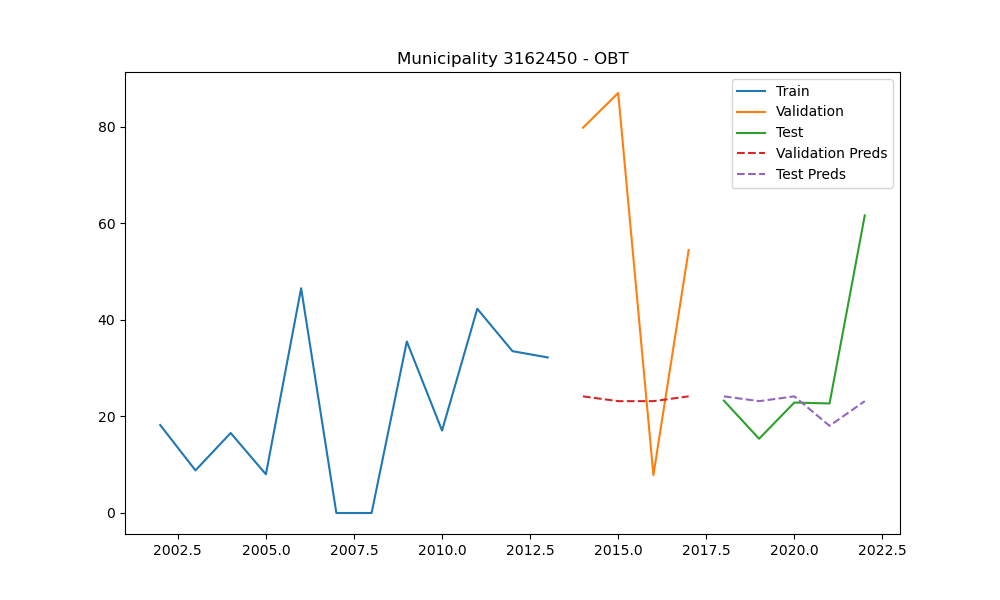 Municipality 3162450 - OBT
Train
Validation
Test
Validation Preds
Test Preds
80
60
40
20
0
2002.5 2005.0 2007.5 2010.0 2012.5 2015.0 2017.5 2020.0 2022.5